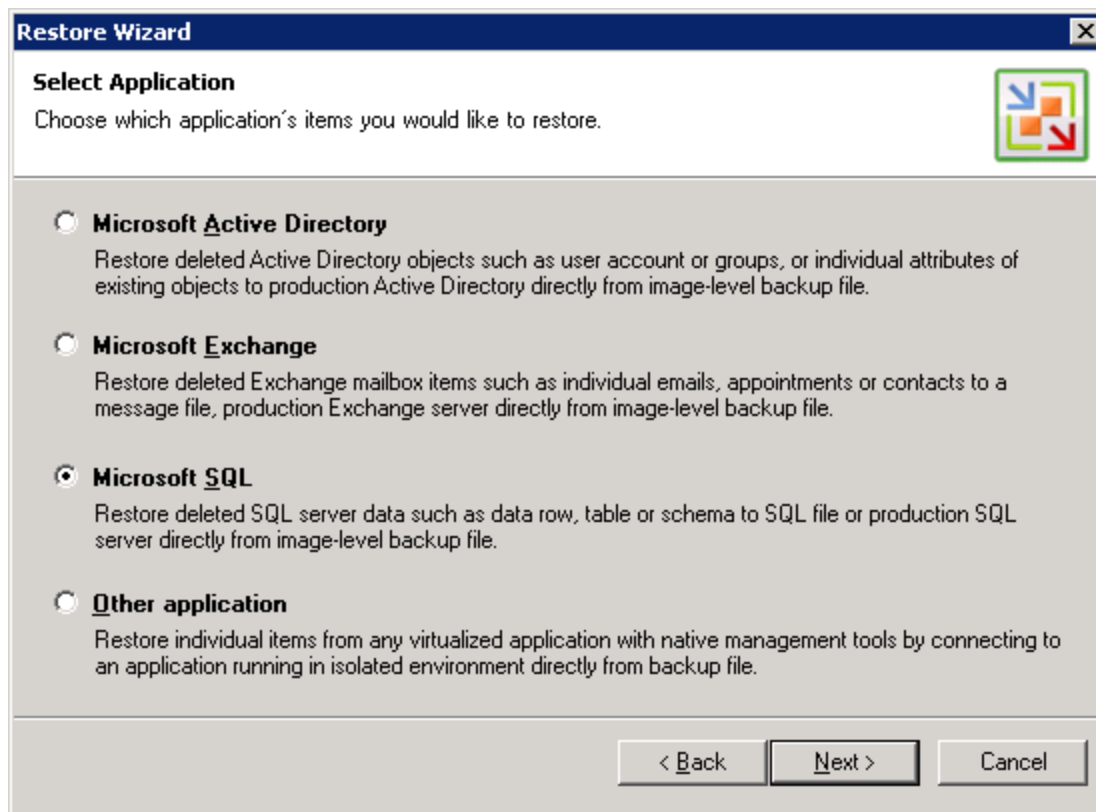 Restore Wizard
Select Application
Choose which application´s items you would like to restore.
Microsoft Active Directory
Restore deleted Active Directory objects such as user account or groups, or individual attributes of
existing objects to production Active Directory directly from image-level backup file.
Microsoft Exchange
Restore deleted Exchange mailbox items such as individual emails, appointments or contacts to a
message file, production Exchange server directly from image-level backup file.
Microsoft SQL
Restore deleted SQL server data such as data row, table or schema to SQL file or production SQL
server directly from image-level backup file.
Other application
Restore individual items from any virtualized application with native management tools by connecting to
an application running in isolated environment directly from backup file.
< Back Next > Cancel